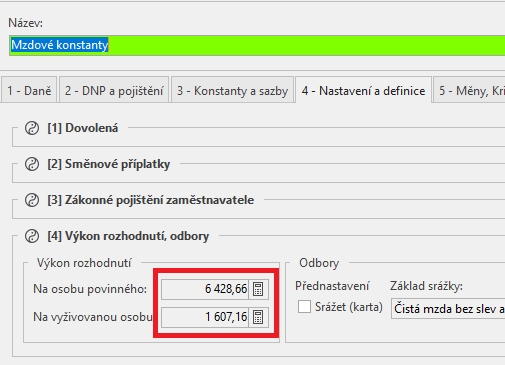 Název:
Mzdové konstanty
1 - Daně 2 - DNP a pojištění 3 - Konstanty a sazby 4 - Nastavení a definice 5 - Měny, Kri
[1] Dovolená
[2] Směnové příplatky
[3] Zákonné pojištění zaměstnavatele
[4] Výkon rozhodnutí, odbory
Výkon rozhodnutí
Na osobu povinného: 6 428,66
Na vyživovanou osobu 1 607,16
Odbory
Přednastavení Základ srážky:
Srážet (karta) Čistá mzda bez slev a